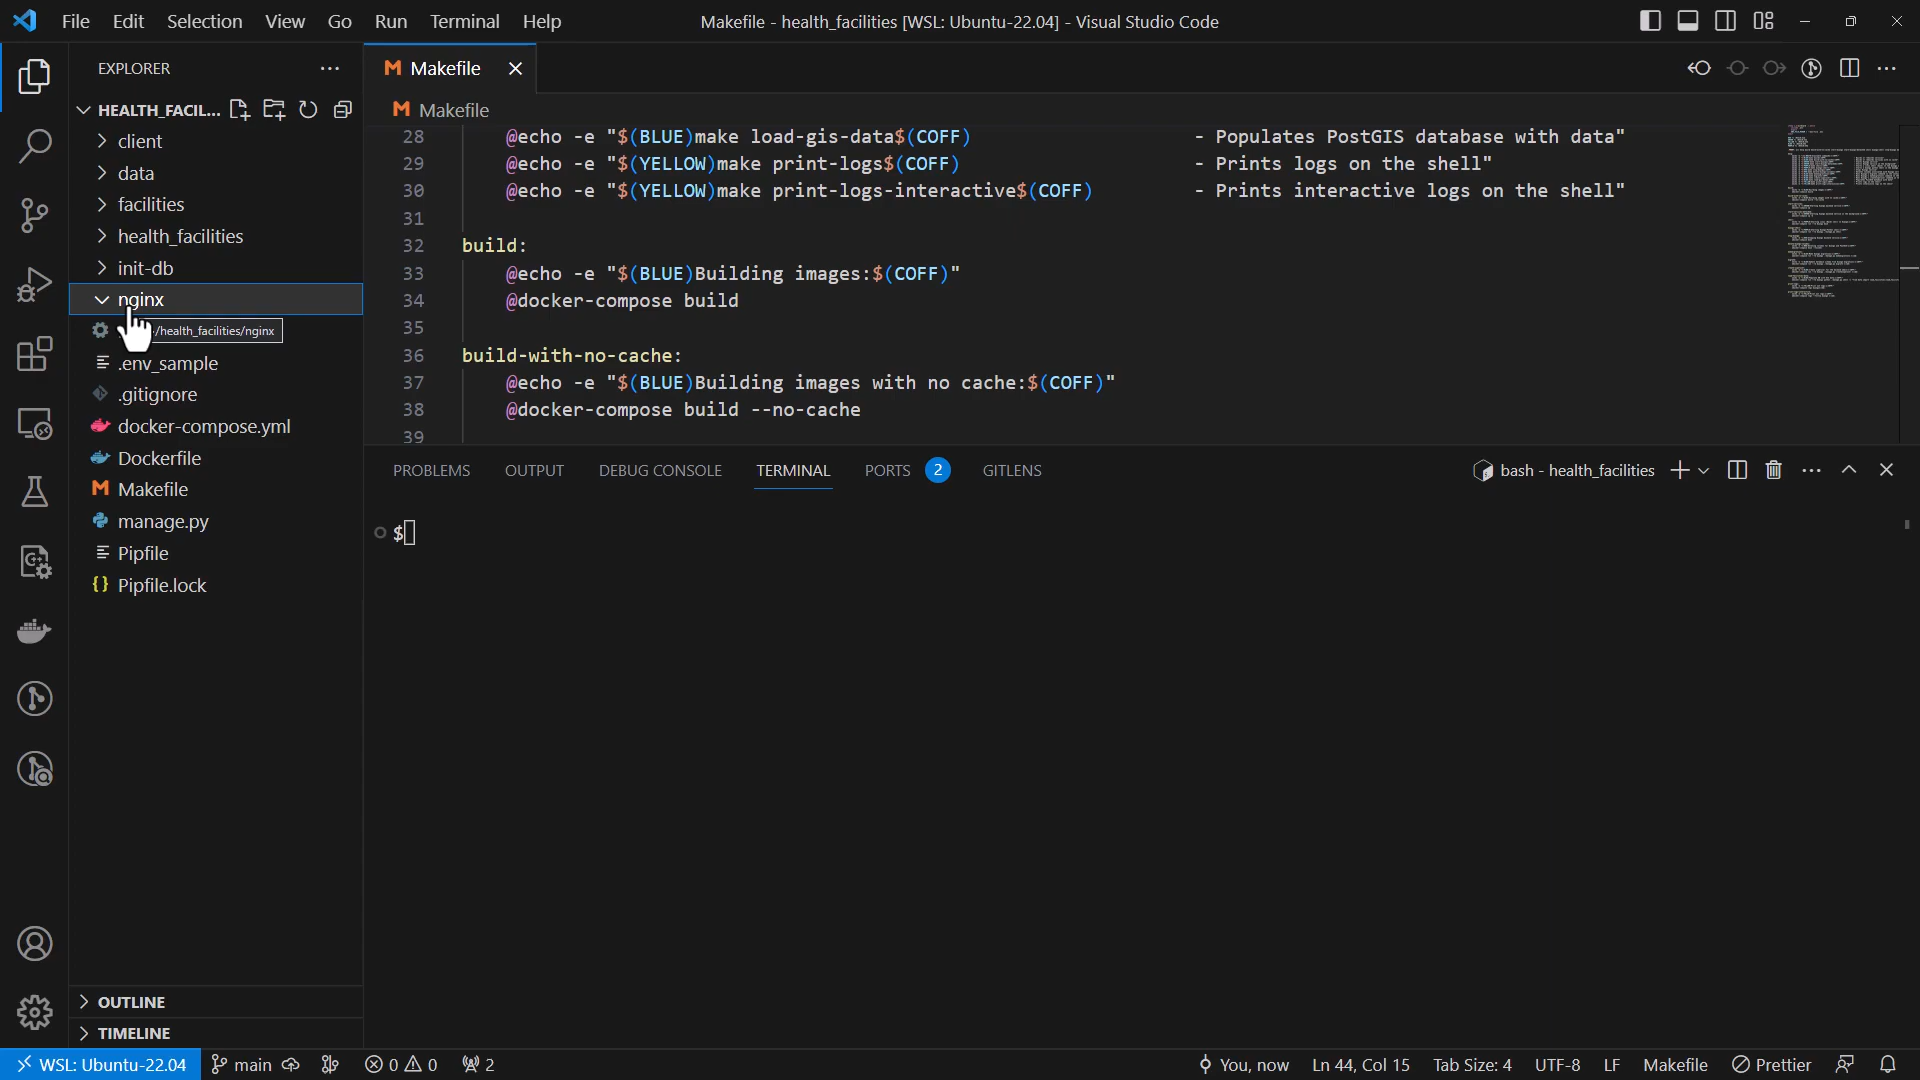 File Edit Selection View Go Run Terminal Help
Makefile - health_facilities [WSL: Ubuntu-22.04] - Visual Studio Code
EXPLORER
HEALTH_FACIL...
client
data
facilities
health_facilities
init-db
nginx
/health_facilities/nginx
.env_sample
.gitignore
docker-compose.yml
Dockerfile
Makefile
manage.py
Pipfile
Pipfile.lock
OUTLINE
TIMELINE
Makefile
Makefile
28 @echo -e "$(BLUE)make load-gis-data$(COFF) - Populates PostGIS database with data"
29 @echo -e "$(YELLOW)make print-logs$(COFF) - Prints logs on the shell"
30 @echo -e "$(YELLOW)make print-logs-interactive$(COFF) - Prints interactive logs on the shell"
31
32 build:
33 @echo -e "$(BLUE)Building images:$(COFF)"
34 @docker-compose build
35
36 build-with-no-cache:
37 @echo -e "$(BLUE)Building images with no cache:$(COFF)"
38 @docker-compose build --no-cache
39
PROBLEMS OUTPUT DEBUG CONSOLE TERMINAL PORTS 2 GITLENS
bash - health_facilities
$
WSL: Ubuntu-22.04 main 0 0 2
You, now Ln 44, Col 15 Tab Size: 4 UTF-8 LF Makefile Prettier